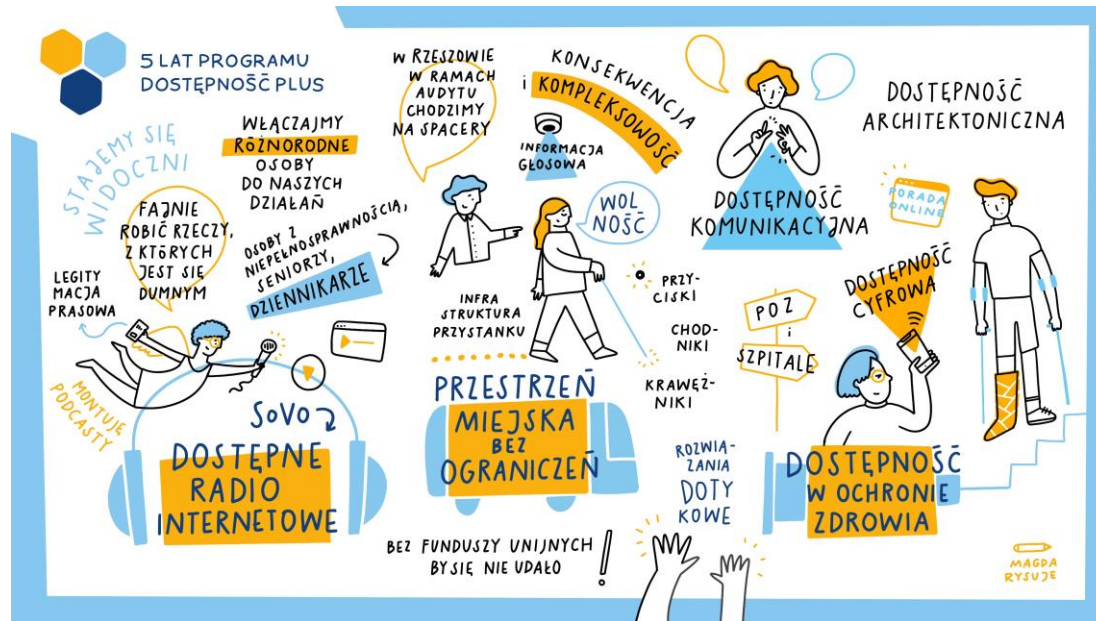 5 LAT PROGRAMU
DOSTĘPNOŚĆ PLUS
STAJEMY SIĘ
WIDOCZNI
WŁĄCZAJMY
RÓŻNORODNE
OSOBY
DO NASZYCH
DZIAŁAŃ
FAJNIE
ROBIĆ RZECZY,
Z KTÓRYCH
JEST SIĘ
DUMNYM
OSOBY Z
NIEPEŁNOSPRAWNOŚCIĄ,
SENIORZY,
DZIENNIKARZE
LEGITY
MACJA
PRASOWA
MONTUJĘ
PODCASTY
SOVO
DOSTĘPNE
RADIO
INTERNETOWE
W RZESZOWIE
W RAMACH
AUDYTU
CHODZIMY
NA SPACERY
KONSEKWENCJA
i KOMPLEKSOWOŚĆ
INFORMACJA
GŁOSOWA
WOL
NOŚĆ
INFRA
STRUKTURA
PRZYSTANKU
PRZY-
CISKI
CHOD-
NIKI
KRAWĘŻ-
NIKI
PRZESTRZEŃ
MIEJSKA
BEZ
OGRANICZEŃ
ROZWIĄ-
ZANIA
DOTY
KOWE
BEZ FUNDUSZY UNIJNYCH
BY SIĘ NIE UDAŁO !
DOSTĘPNOŚĆ
KOMUNIKACYJNA
DOSTĘPNOŚĆ
ARCHITEKTONICZNA
PORADA
ONLINE
DOSTĘPNOŚĆ
CYFROWA
POZ
i
SZPITALE
DOSTĘPNOŚĆ
W OCHRONIE
ZDROWIA
MAGDA
RYSUJE